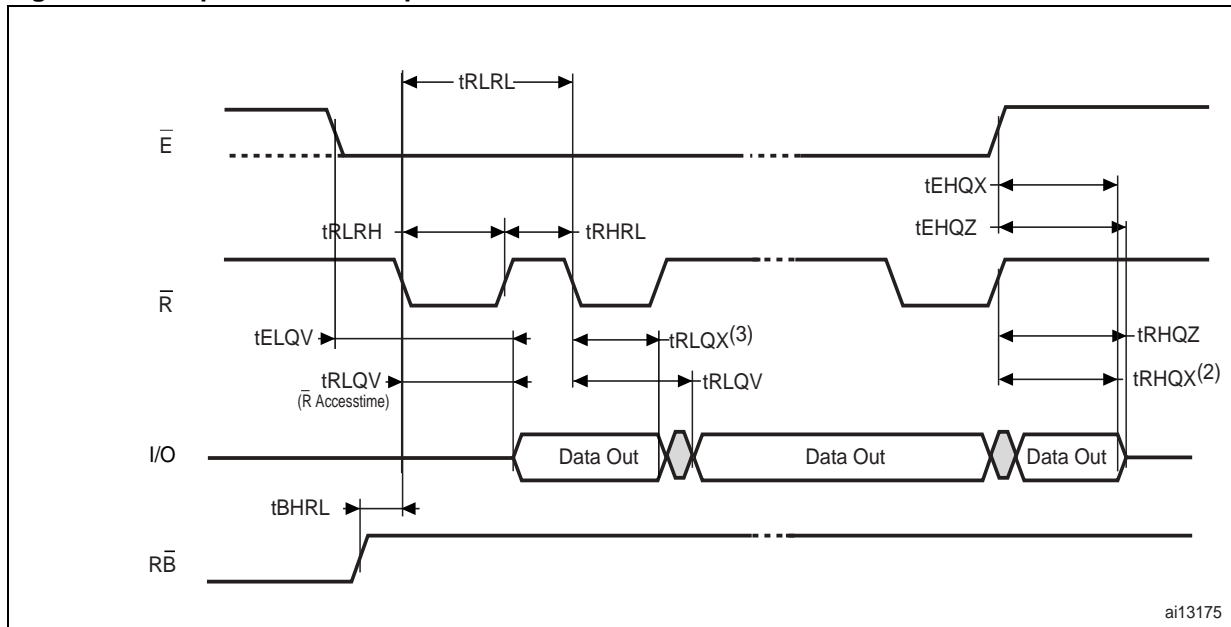 tRLRL
E̅
tEHQX
tRLRH
tRHRL
tEHQZ
R̅
tELQV
tRLQX(3)
tRHQZ
tRLQV
tRLQV
tRHQX(2)
(R̅ Accesstime)
I/O
Data Out
Data Out
Data Out
tBHRL
RB̅
ai13175